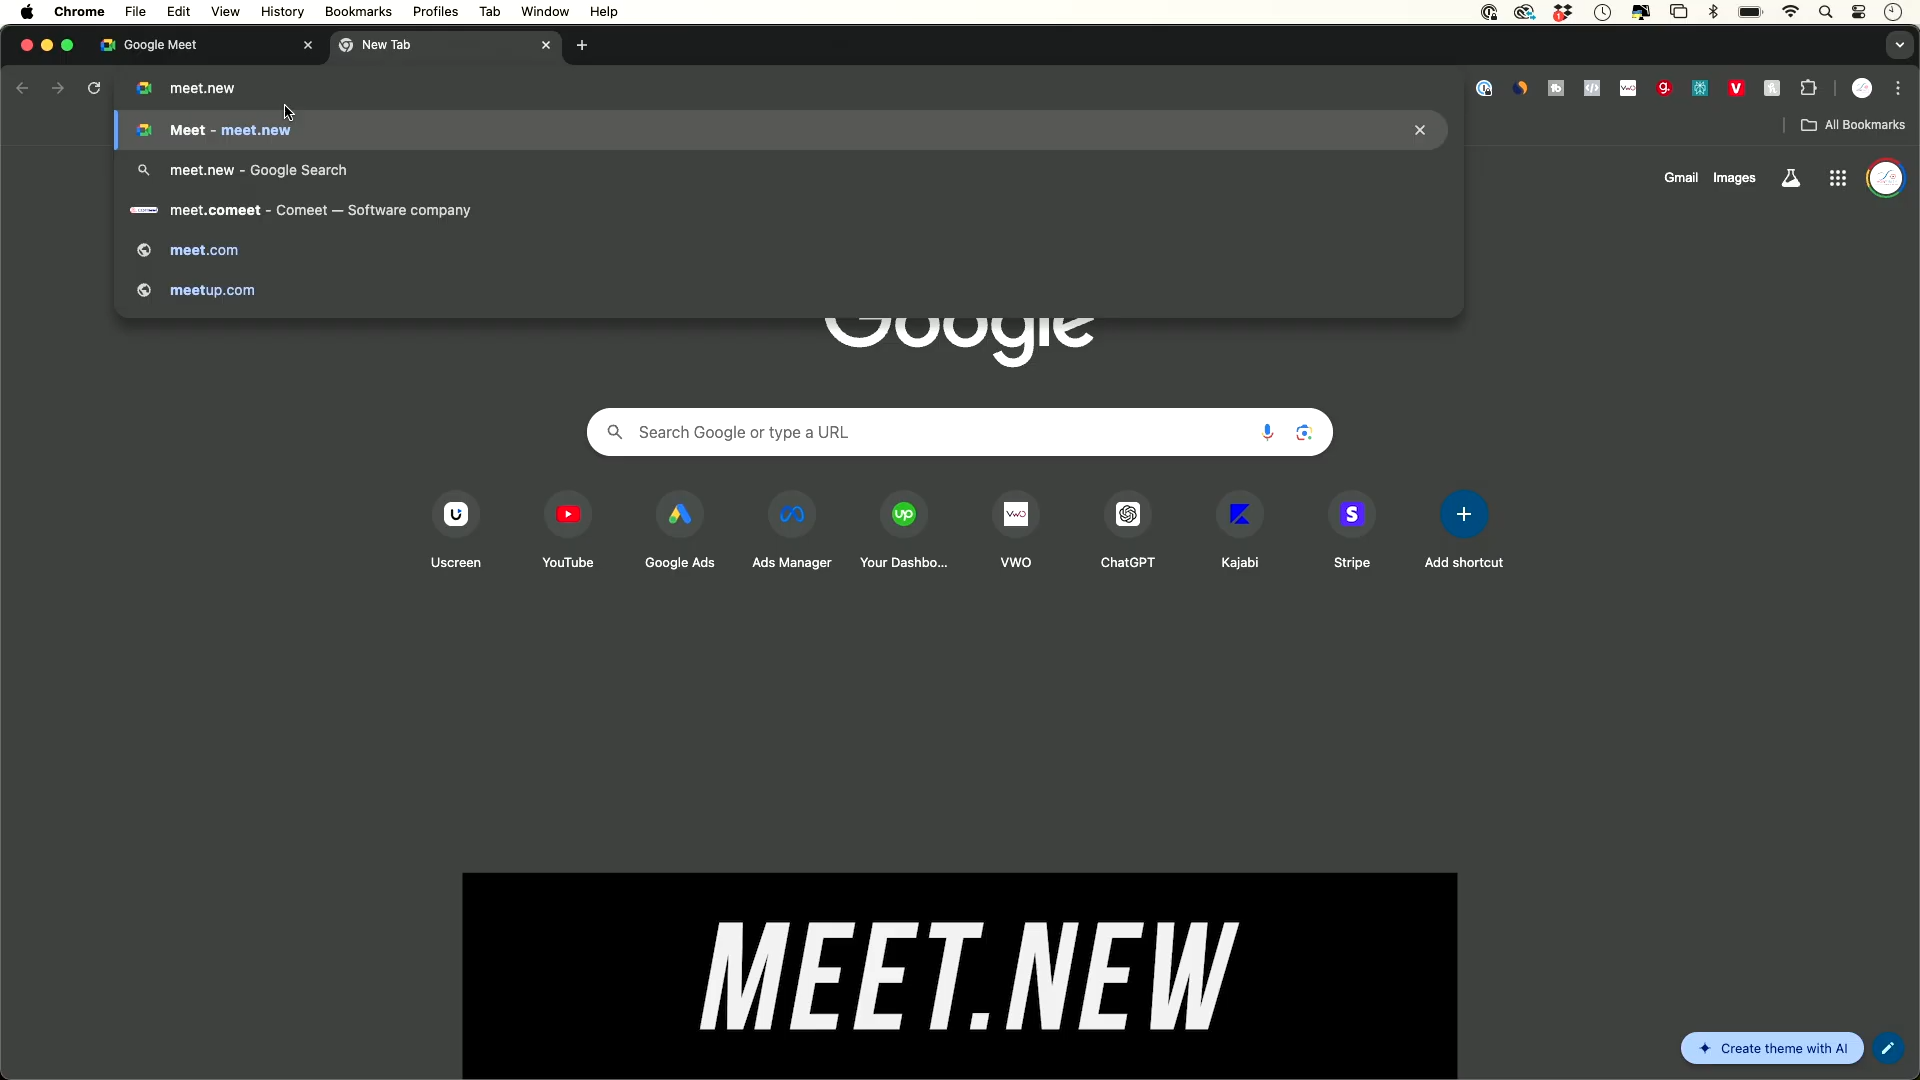 Chrome File Edit View History Bookmarks Profiles Tab Window Help
Google Meet
New Tab
meet.new
All Bookmarks
Meet - meet.new
meet.new - Google Search
Gmail Images
meet.comeet - Comeet — Software company
meet.com
meetup.com
Google
Search Google or type a URL
Uscreen YouTube Google Ads Ads Manager Your Dashbo... VWO ChatGPT Kajabi Stripe Add shortcut
MEET.NEW
Create theme with AI